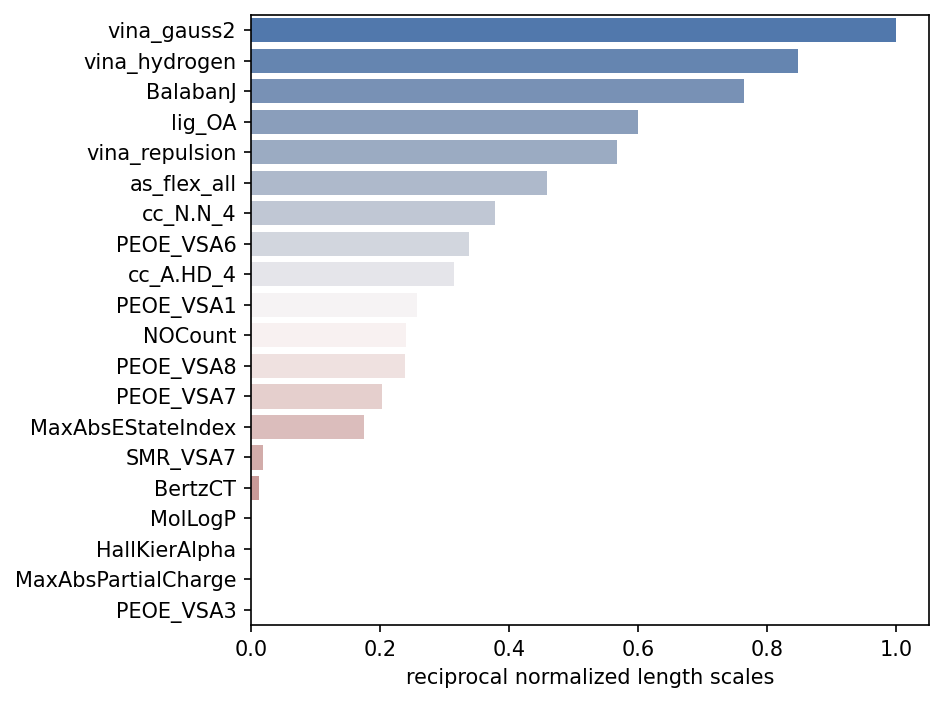 vina_gauss2
vina_hydrogen
BalabanJ
lig_OA
vina_repulsion
as_flex_all
cc_N.N_4
PEOE_VSA6
cc_A.HD_4
PEOE_VSA1
NOCount
PEOE_VSA8
PEOE_VSA7
MaxAbsEStateIndex
SMR_VSA7
BertzCT
MolLogP
HallKierAlpha
MaxAbsPartialCharge
PEOE_VSA3
0.0 0.2 0.4 0.6 0.8 1.0
reciprocal normalized length scales